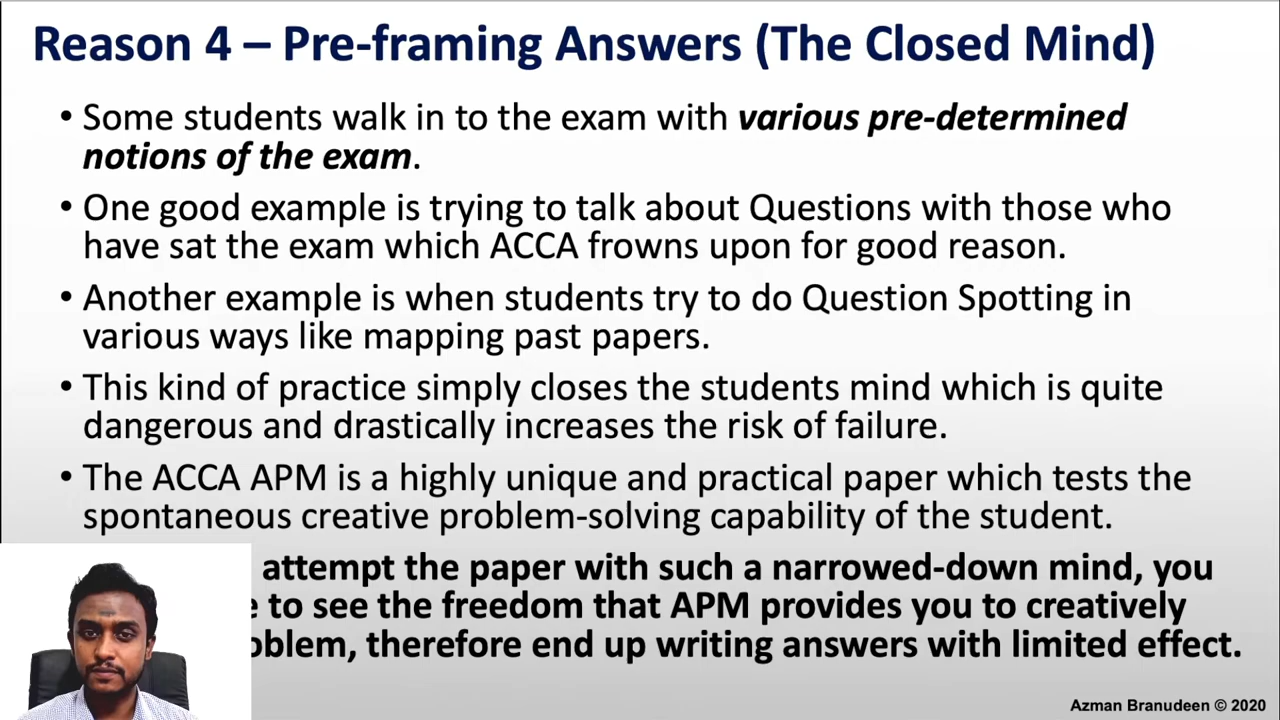 Reason 4 – Pre-framing Answers (The Closed Mind)
• Some students walk in to the exam with various pre-determined
notions of the exam.
• One good example is trying to talk about Questions with those who
have sat the exam which ACCA frowns upon for good reason.
• Another example is when students try to do Question Spotting in
various ways like mapping past papers.
• This kind of practice simply closes the students mind which is quite
dangerous and drastically increases the risk of failure.
• The ACCA APM is a highly unique and practical paper which tests the
spontaneous creative problem-solving capability of the student.
attempt the paper with such a narrowed-down mind, you
to see the freedom that APM provides you to creatively
therefore end up writing answers with limited effect.
Azman Branudeen © 2020